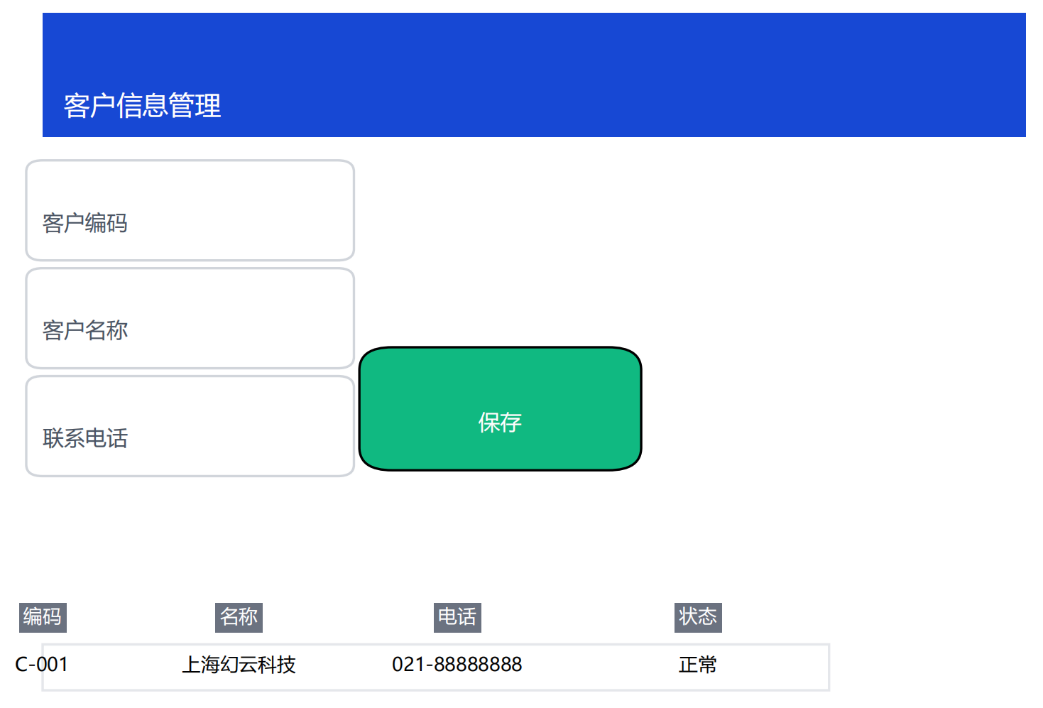 客户信息管理
客户编码
客户名称
联系电话
保存
编码 名称 电话 状态
C-001 上海幻云科技 021-88888888 正常